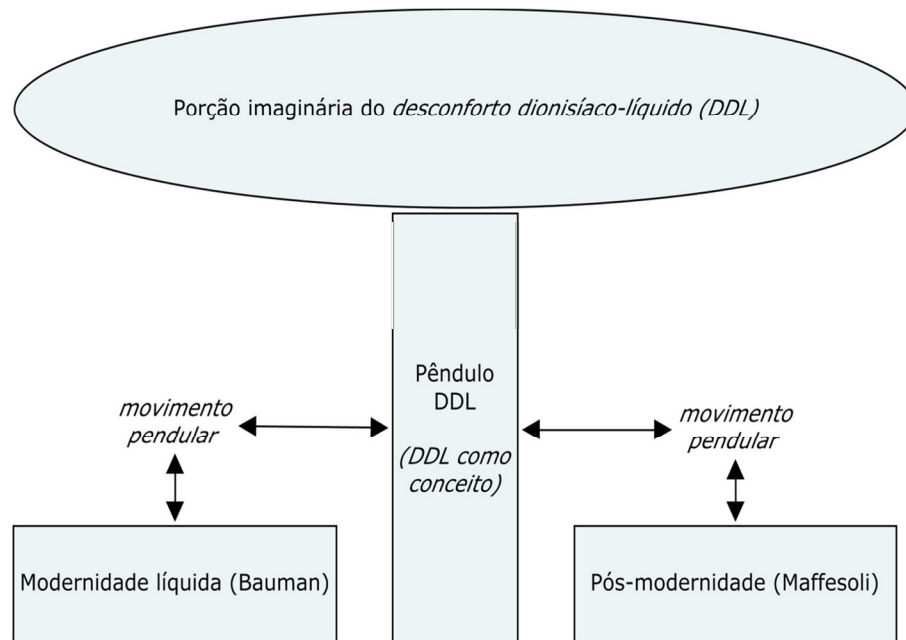 Porção imaginária do desconforto dionisíaco-líquido (DDL)
Pêndulo
DDL
(DDL como
conceito)
movimento
pendular
movimento
pendular
Modernidade líquida (Bauman)
Pós-modernidade (Maffesoli)